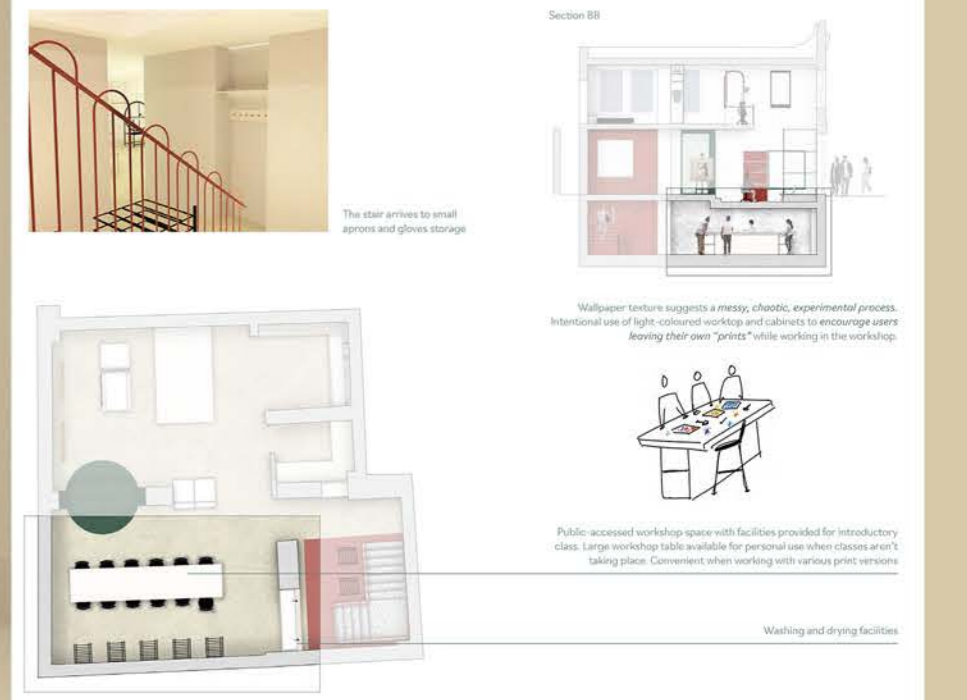 Section BB
The stair arrives to small
aprons and gloves storage
Wallpaper texture suggests a messy, chaotic, experimental process.
Intentional use of light-coloured worktop and cabinets to encourage users
leaving their own "prints" while working in the workshop.
Public-accessed workshop space with facilities provided for introductory
class. Large workshop table available for personal use when classes aren't
taking place. Convenient when working with various print versions
Washing and drying facilities